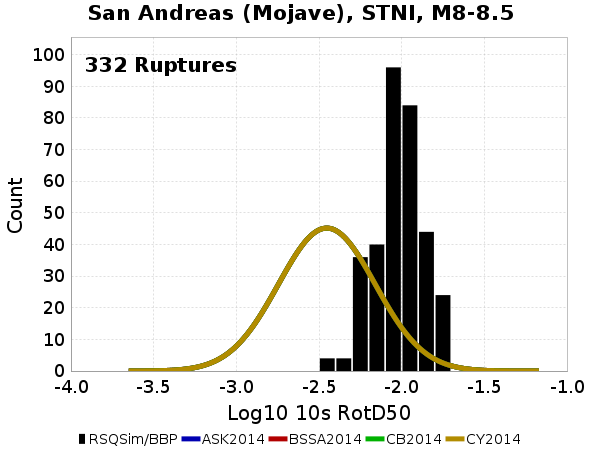 San Andreas (Mojave), STNI, M8-8.5
332 Ruptures
100
90
80
70
60
50
40
30
20
10
0
Count
-4.0 -3.5 -3.0 -2.5 -2.0 -1.5 -1.0
Log10 10s RotD50
RSQSim/BBP ASK2014 BSSA2014 CB2014 CY2014